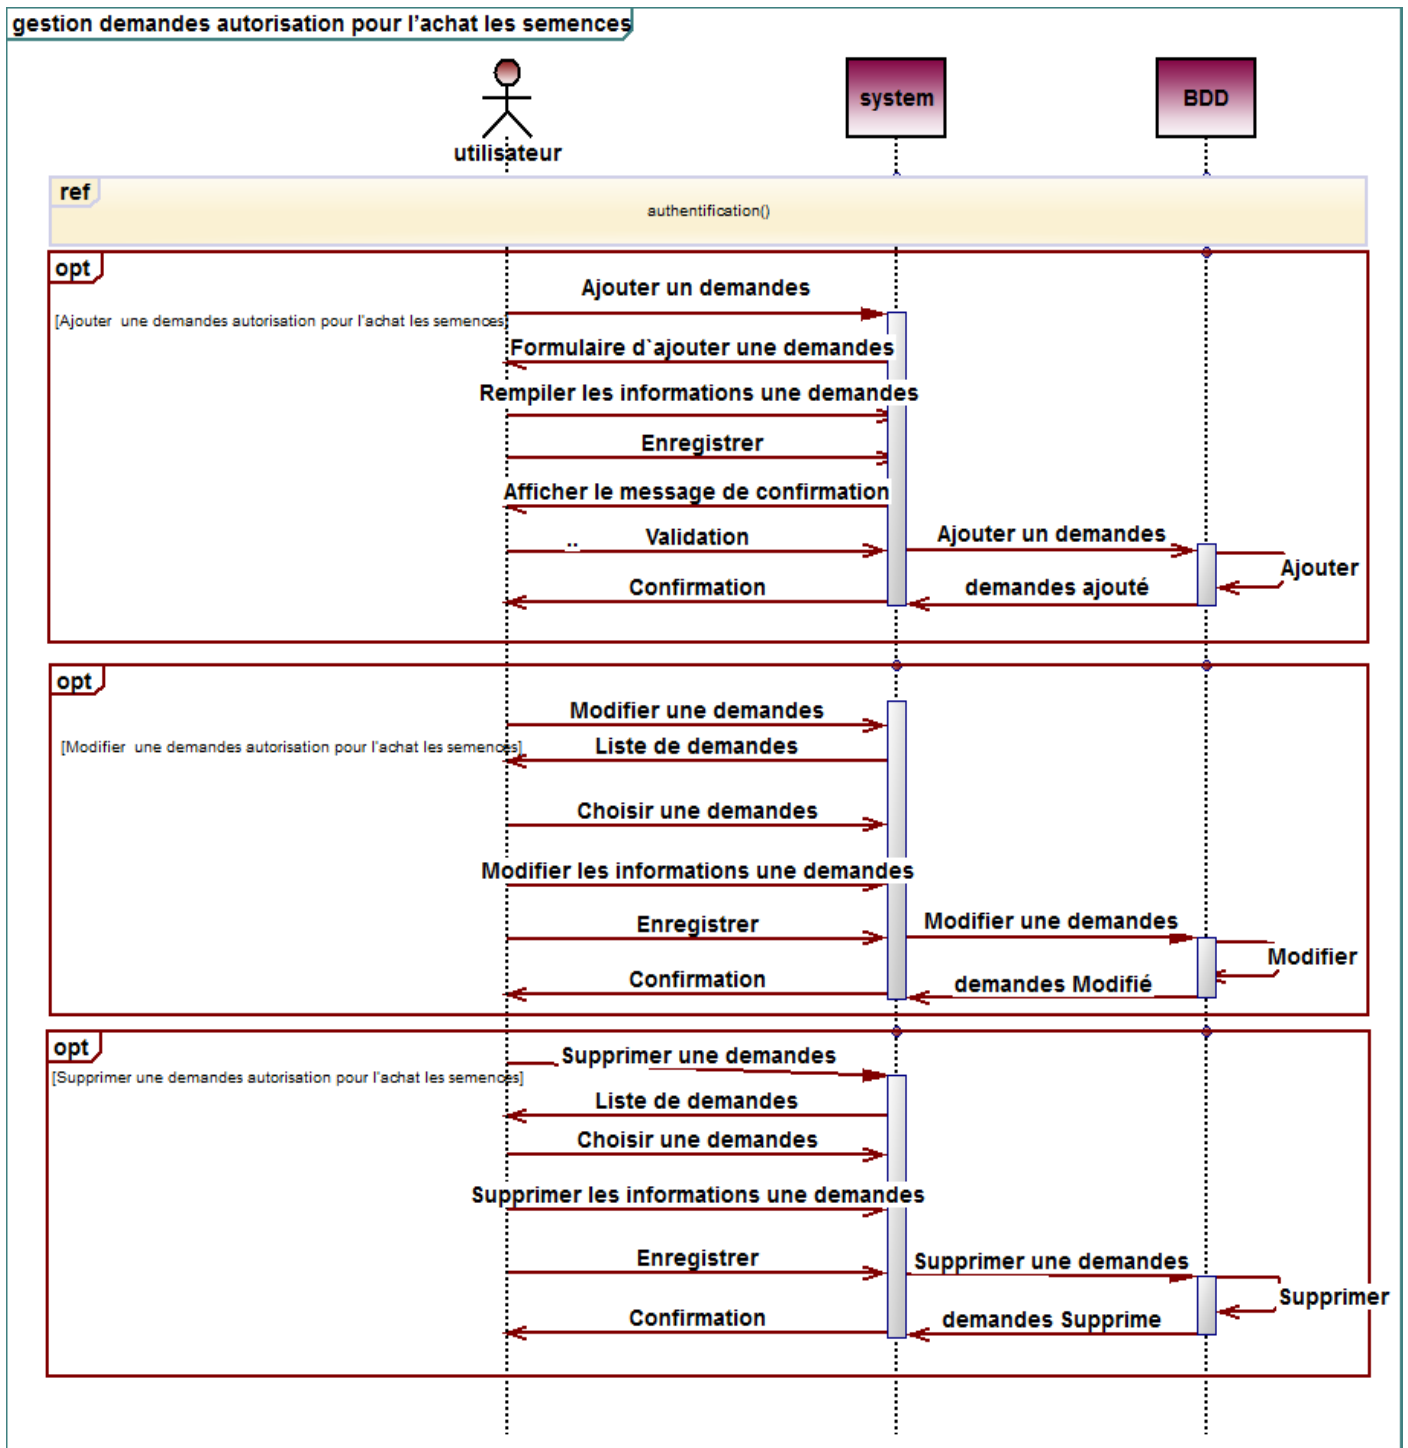 gestion demandes autorisation pour l'achat les semences
utilisateur
system
BDD
ref
authentification()
opt
[Ajouter une demandes autorisation pour l'achat les semences]
Ajouter un demandes
Formulaire d`ajouter une demandes
Rempiler les informations une demandes
Enregistrer
Afficher le message de confirmation
..
Validation
Ajouter un demandes
Ajouter
Confirmation
demandes ajouté
opt
[Modifier une demandes autorisation pour l'achat les semences]
Modifier une demandes
Liste de demandes
Choisir une demandes
Modifier les informations une demandes
Enregistrer
Modifier une demandes
Modifier
Confirmation
demandes Modifié
opt
[Supprimer une demandes autorisation pour l'achat les semences]
Supprimer une demandes
Liste de demandes
Choisir une demandes
Supprimer les informations une demandes
Enregistrer
Supprimer une demandes
Supprimer
Confirmation
demandes Supprime